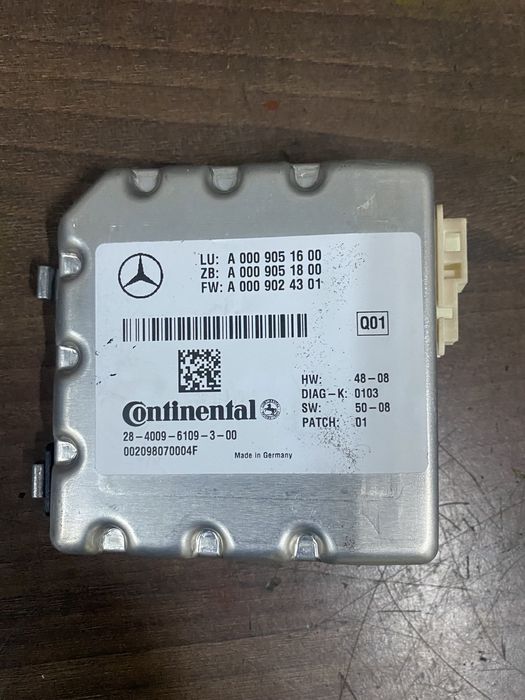 LU: A 000 905 16 00
ZB: A 000 905 18 00
FW: A 000 902 43 01
Q01
Continental
28-4009-6109-3-00
002098070004F
Made in Germany
HW: 48-08
DIAG-K: 0103
SW: 50-08
PATCH: 01